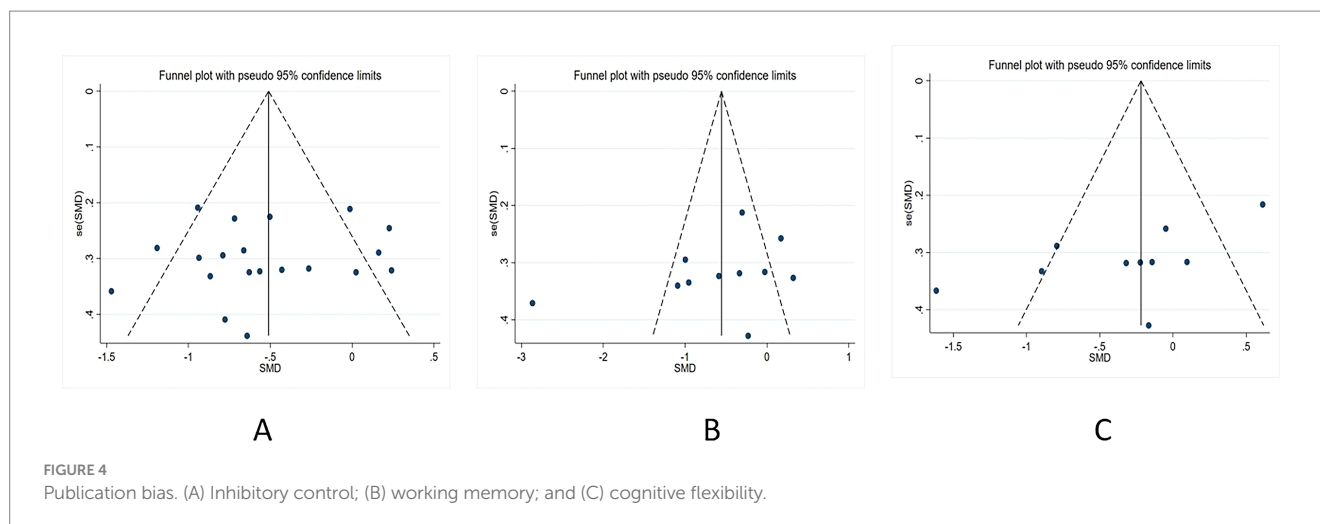 Funnel plot with pseudo 95% confidence limits
0
.1
.2
.3
.4
se(SMD)
-1.5
-1
-.5
0
.5
SMD
A
Funnel plot with pseudo 95% confidence limits
0
.1
.2
.3
.4
se(SMD)
-3
-2
-1
0
1
SMD
B
Funnel plot with pseudo 95% confidence limits
0
.1
.2
.3
.4
se(SMD)
-1.5
-1
-.5
0
.5
SMD
C
FIGURE 4
Publication bias. (A) Inhibitory control; (B) working memory; and (C) cognitive flexibility.